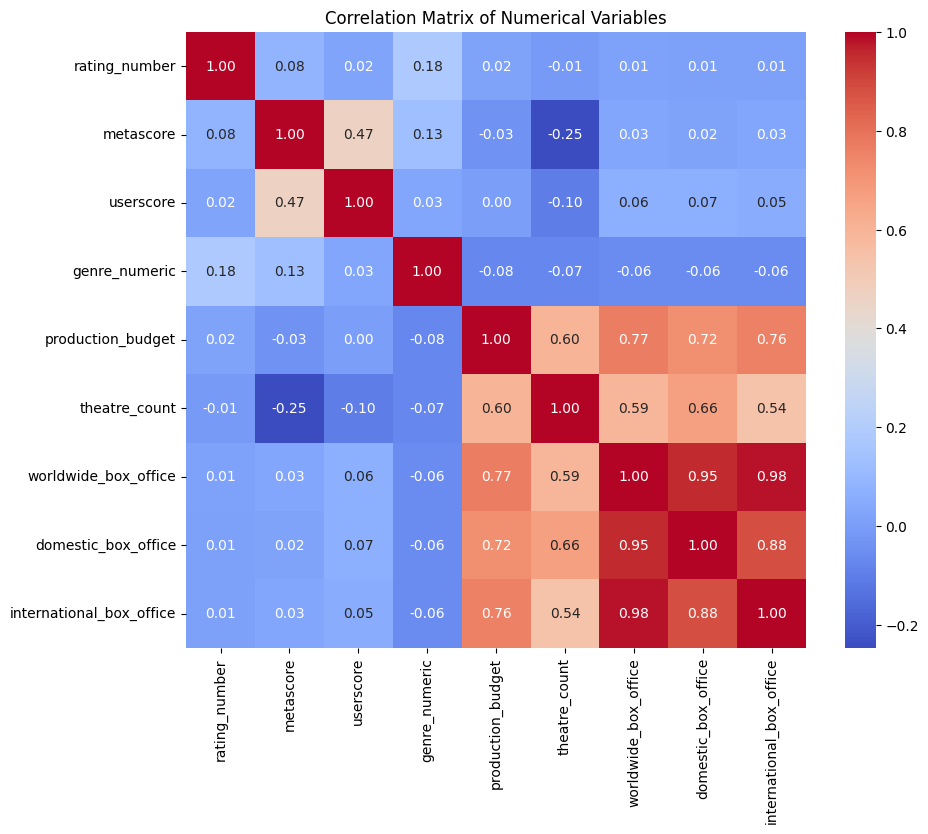 Correlation Matrix of Numerical Variables
rating_number 1.00 0.08 0.02 0.18 0.02 -0.01 0.01 0.01 0.01
metascore 0.08 1.00 0.47 0.13 -0.03 -0.25 0.03 0.02 0.03
userscore 0.02 0.47 1.00 0.03 0.00 -0.10 0.06 0.07 0.05
genre_numeric 0.18 0.13 0.03 1.00 -0.08 -0.07 -0.06 -0.06 -0.06
production_budget 0.02 -0.03 0.00 -0.08 1.00 0.60 0.77 0.72 0.76
theatre_count -0.01 -0.25 -0.10 -0.07 0.60 1.00 0.59 0.66 0.54
worldwide_box_office 0.01 0.03 0.06 -0.06 0.77 0.59 1.00 0.95 0.98
domestic_box_office 0.01 0.02 0.07 -0.06 0.72 0.66 0.95 1.00 0.88
international_box_office 0.01 0.03 0.05 -0.06 0.76 0.54 0.98 0.88 1.00
rating_number
metascore
userscore
genre_numeric
production_budget
theatre_count
worldwide_box_office
domestic_box_office
international_box_office
1.0
0.8
0.6
0.4
0.2
0.0
−0.2